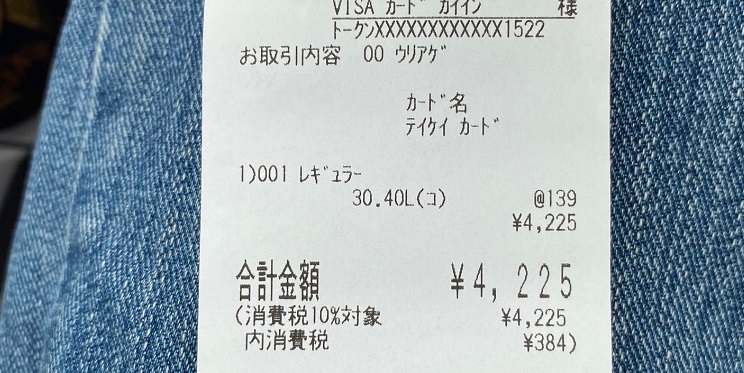 VISA ｶｰﾄﾞ ｶｲｲﾝ 様
ﾄｰｸﾝXXXXXXXXXXXX1522
お取引内容 00 ｳﾘｱｹﾞ
ｶｰﾄﾞ名
ﾃｲｹｲ ｶｰﾄﾞ
1)001 ﾚｷﾞｭﾗｰ
30.40L(ｺ) @139
¥4,225
合計金額 ¥4,225
(消費税10%対象 ¥4,225
内消費税 ¥384)